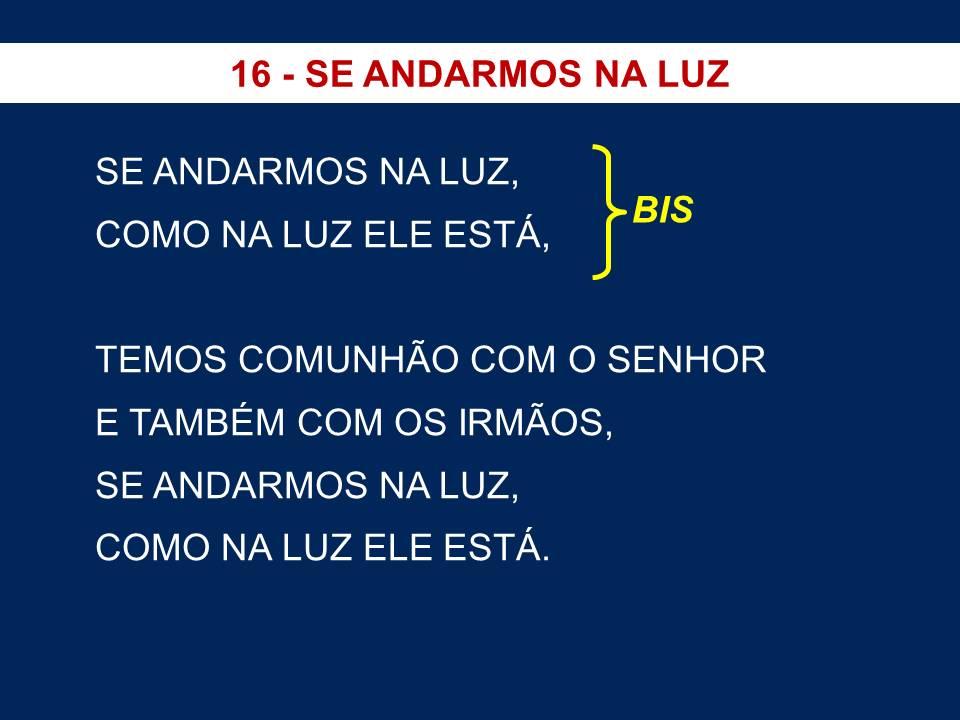 16 - SE ANDARMOS NA LUZ
SE ANDARMOS NA LUZ,
COMO NA LUZ ELE ESTÁ,
BIS
TEMOS COMUNHÃO COM O SENHOR
E TAMBÉM COM OS IRMÃOS,
SE ANDARMOS NA LUZ,
COMO NA LUZ ELE ESTÁ.